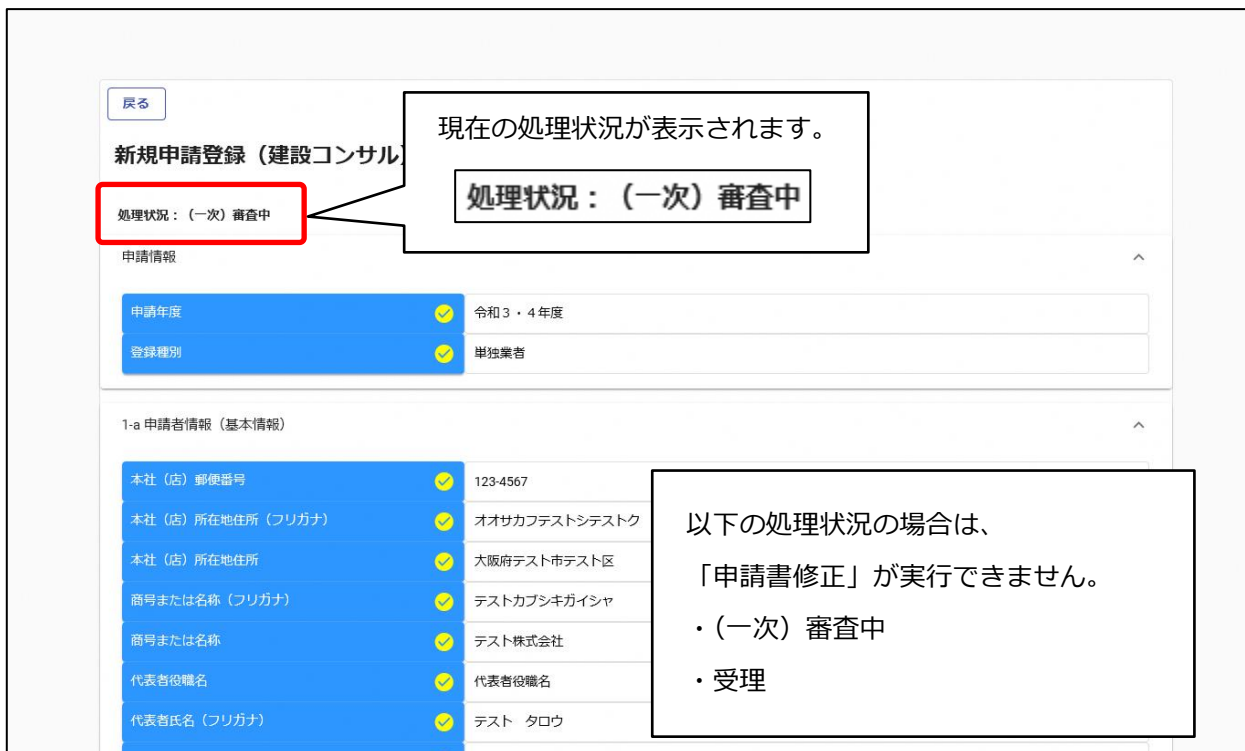 戻る
新規申請登録（建設コンサル）
処理状況：（一次）審査中
現在の処理状況が表示されます。
処理状況：（一次）審査中
申請情報
申請年度 令和３・４年度
登録種別 単独業者
1-a 申請者情報（基本情報）
本社（店）郵便番号 123-4567
本社（店）所在地住所（フリガナ） オオサカフテストシテストク
本社（店）所在地住所 大阪府テスト市テスト区
商号または名称（フリガナ） テストカブシキガイシャ
商号または名称 テスト株式会社
代表者役職名 代表者役職名
代表者氏名（フリガナ） テスト　タロウ
以下の処理状況の場合は、
「申請書修正」が実行できません。
・（一次）審査中
・受理